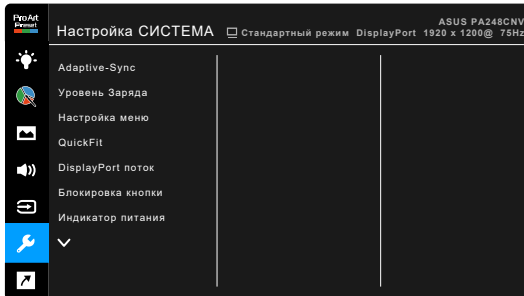 ProArt
Preset
Настройка СИСТЕМА
Стандартный режим DisplayPort 1920 x 1200@ 75Hz
ASUS PA248CNV
Adaptive-Sync
Уровень Заряда
Настройка меню
QuickFit
DisplayPort поток
Блокировка кнопки
Индикатор питания